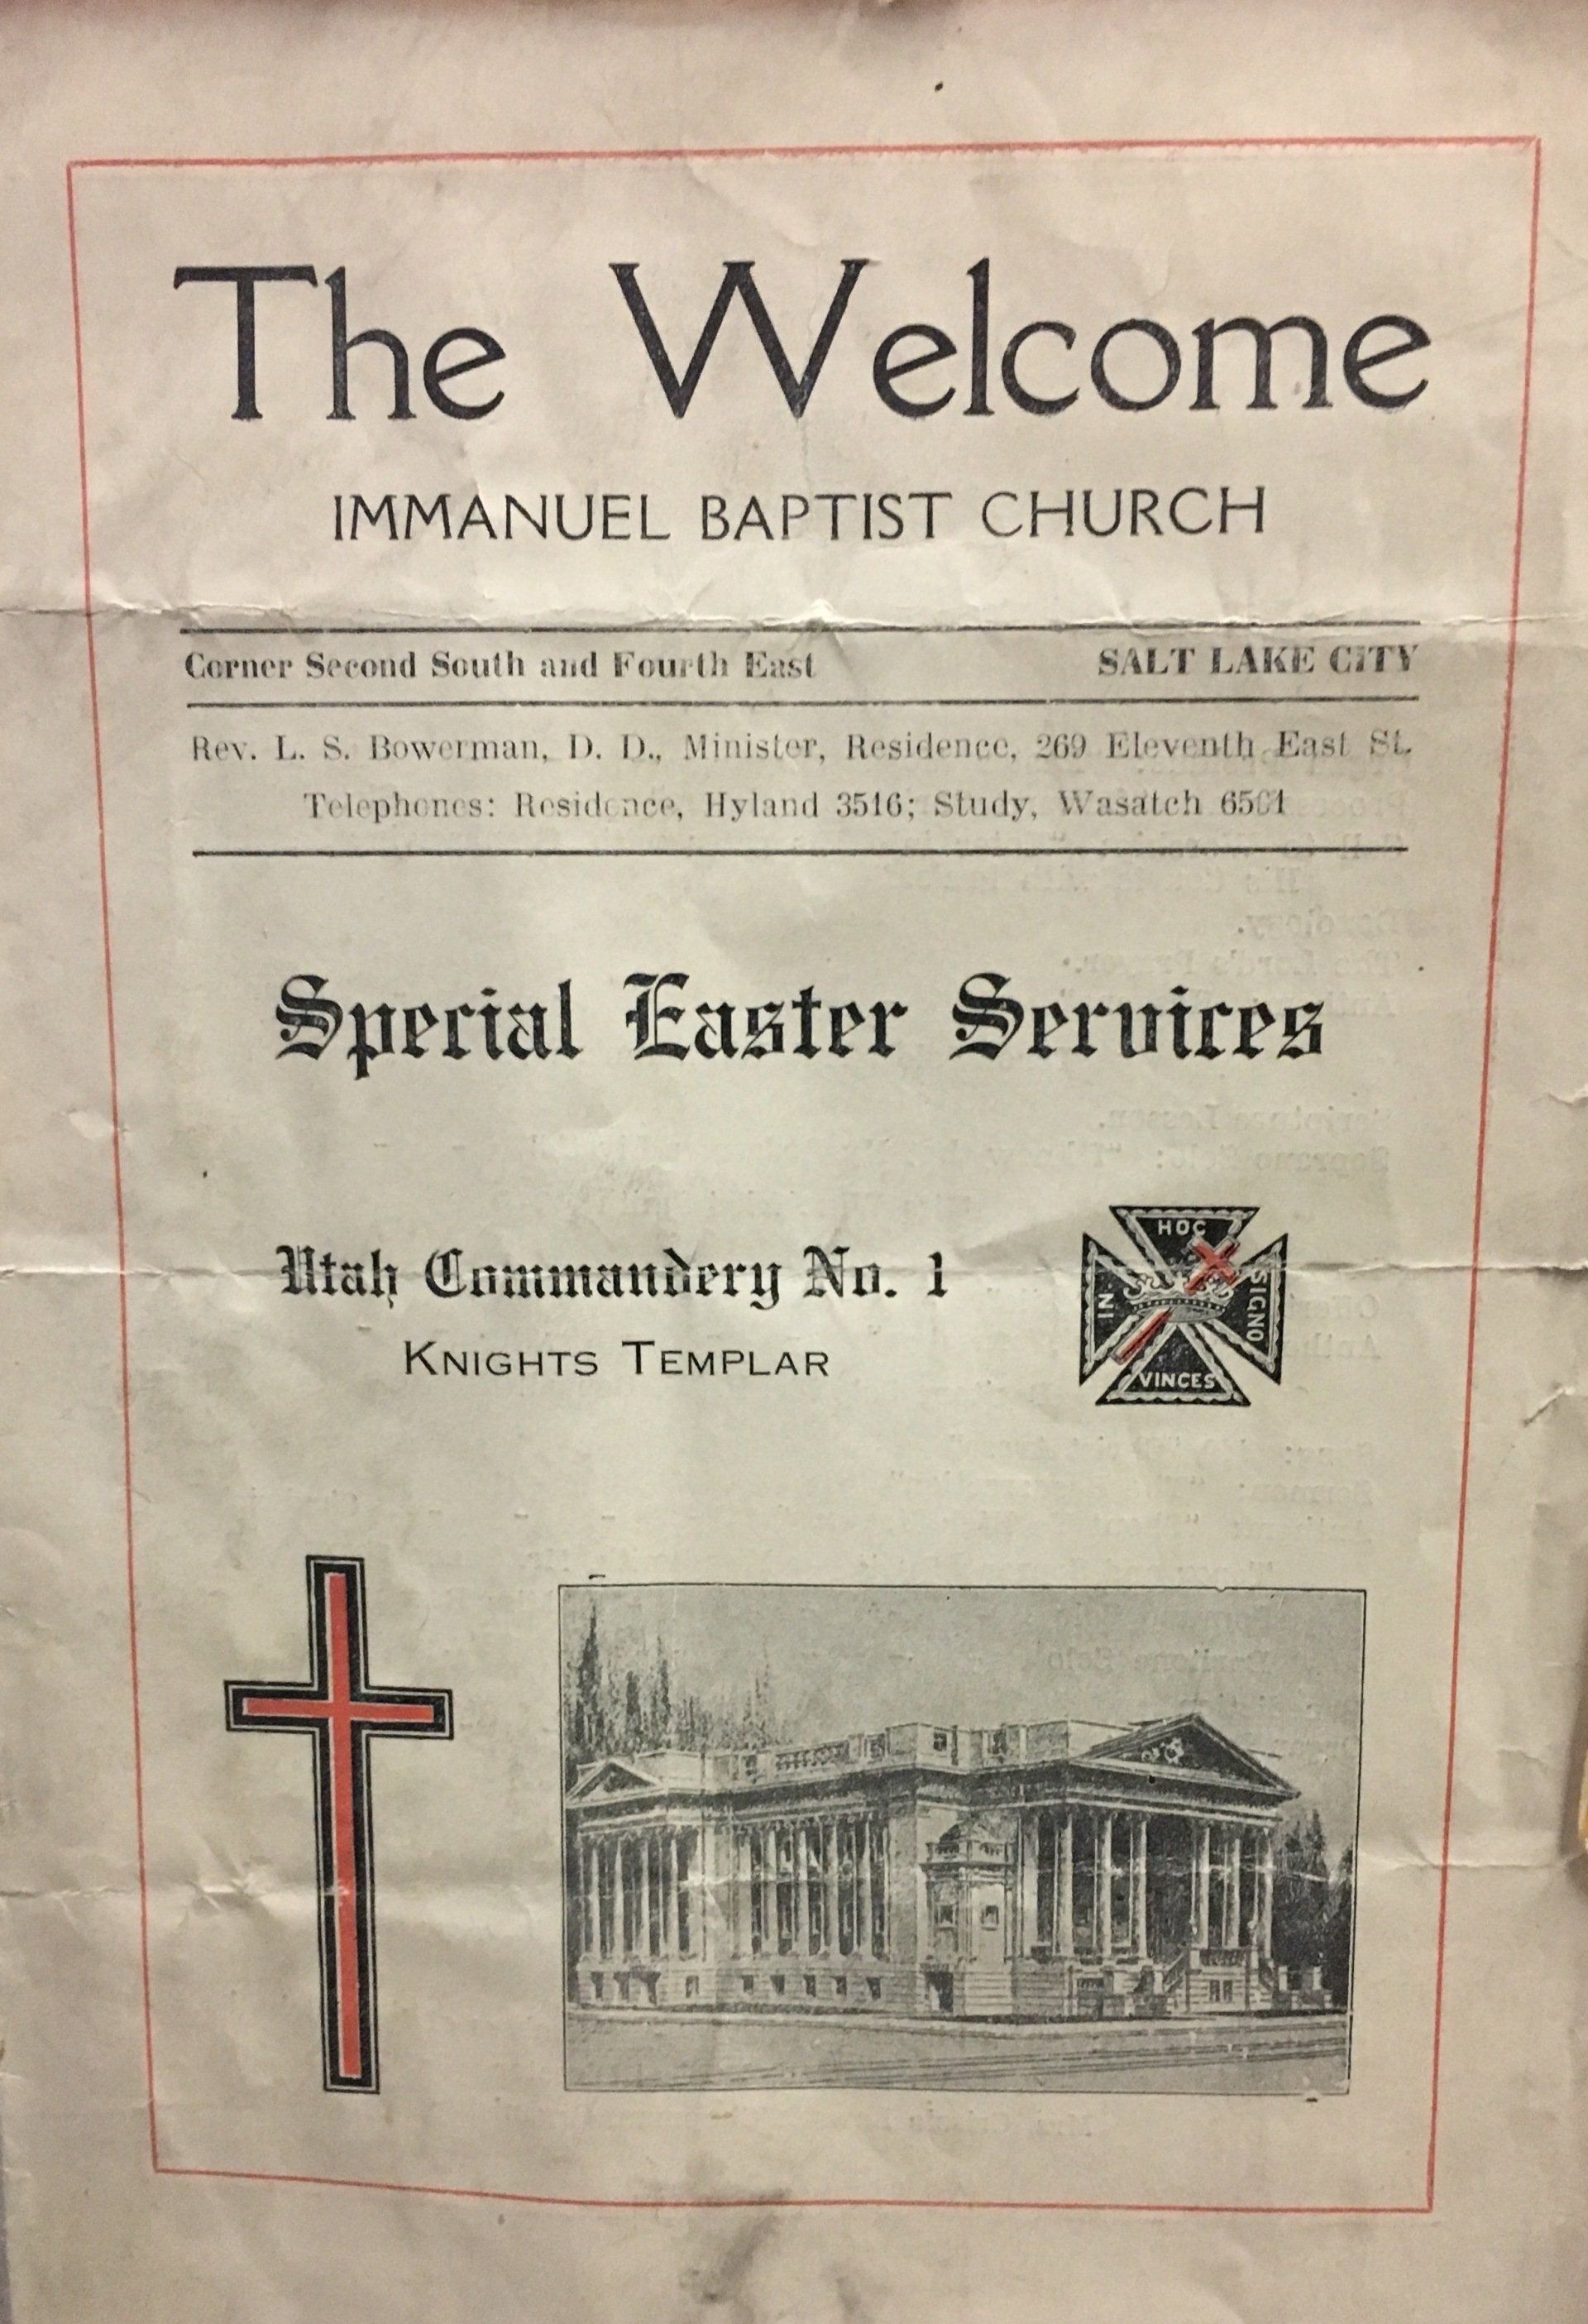 The Welcome
IMMANUEL BAPTIST CHURCH
Corner Second South and Fourth East SALT LAKE CITY
Rev. L. S. Bowerman, D. D., Minister, Residence, 269 Eleventh East St.
Telephones: Residence, Hyland 3516; Study, Wasatch
Special Easter Services
Utah Commandery No. 1
KNIGHTS TEMPLAR
IN HOC SIGNO VINCES